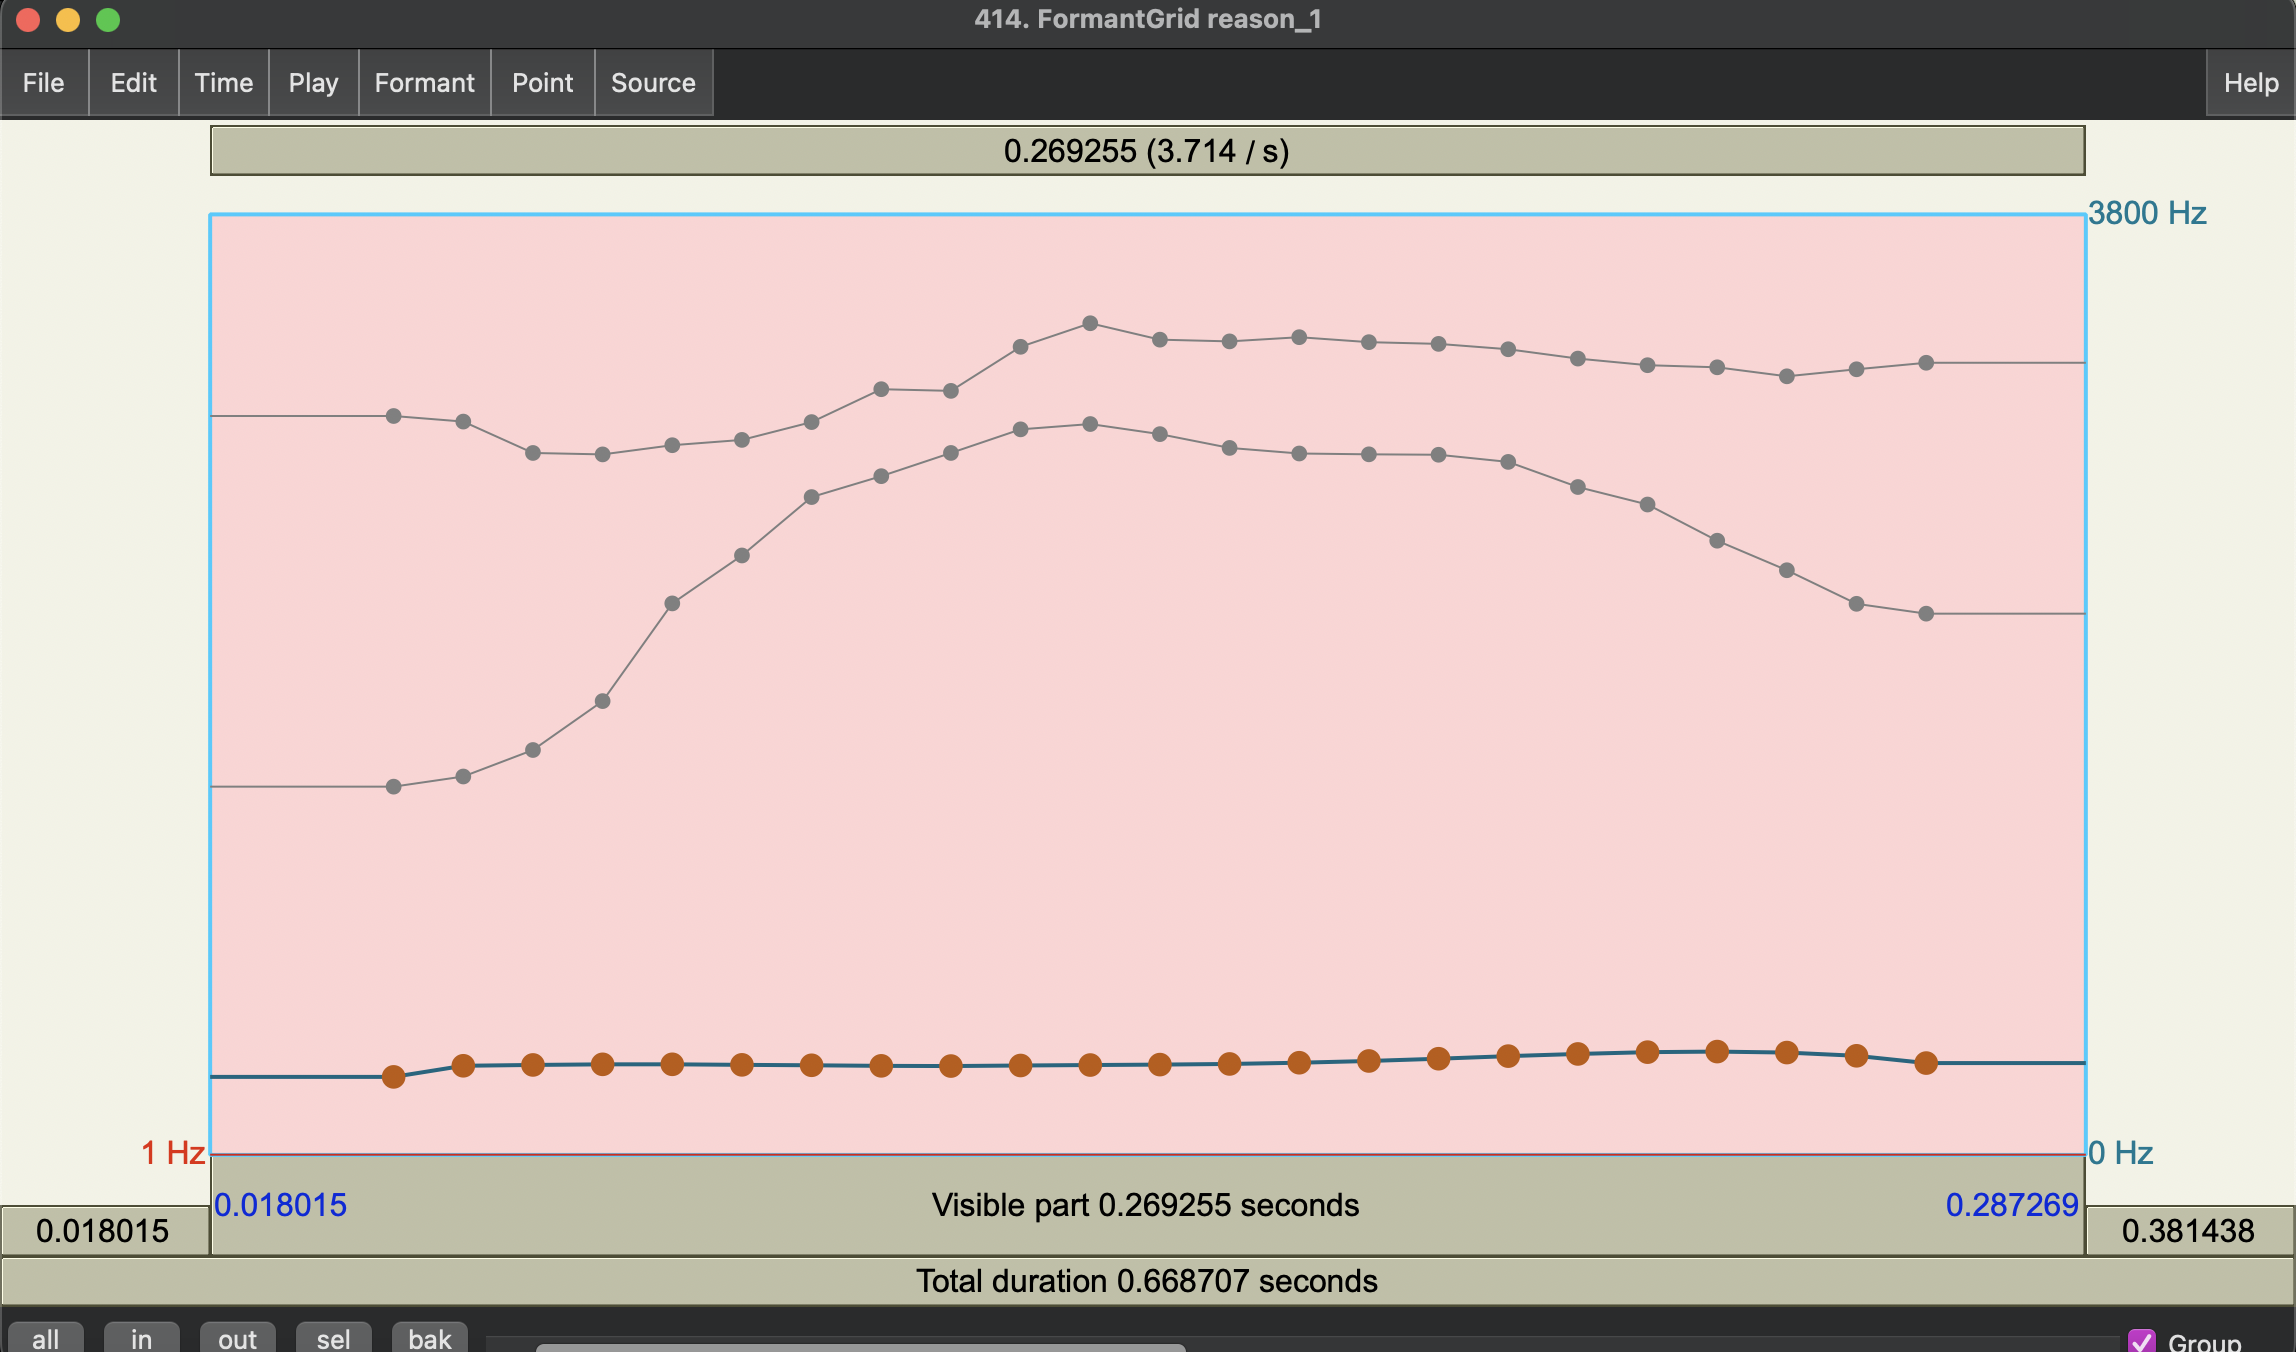 414. FormantGrid reason_1
File Edit Time Play Formant Point Source Help
0.269255 (3.714 / s)
3800 Hz
1 Hz 0 Hz
0.018015 Visible part 0.269255 seconds 0.287269
0.018015 0.381438
Total duration 0.668707 seconds
all in out sel bak Group